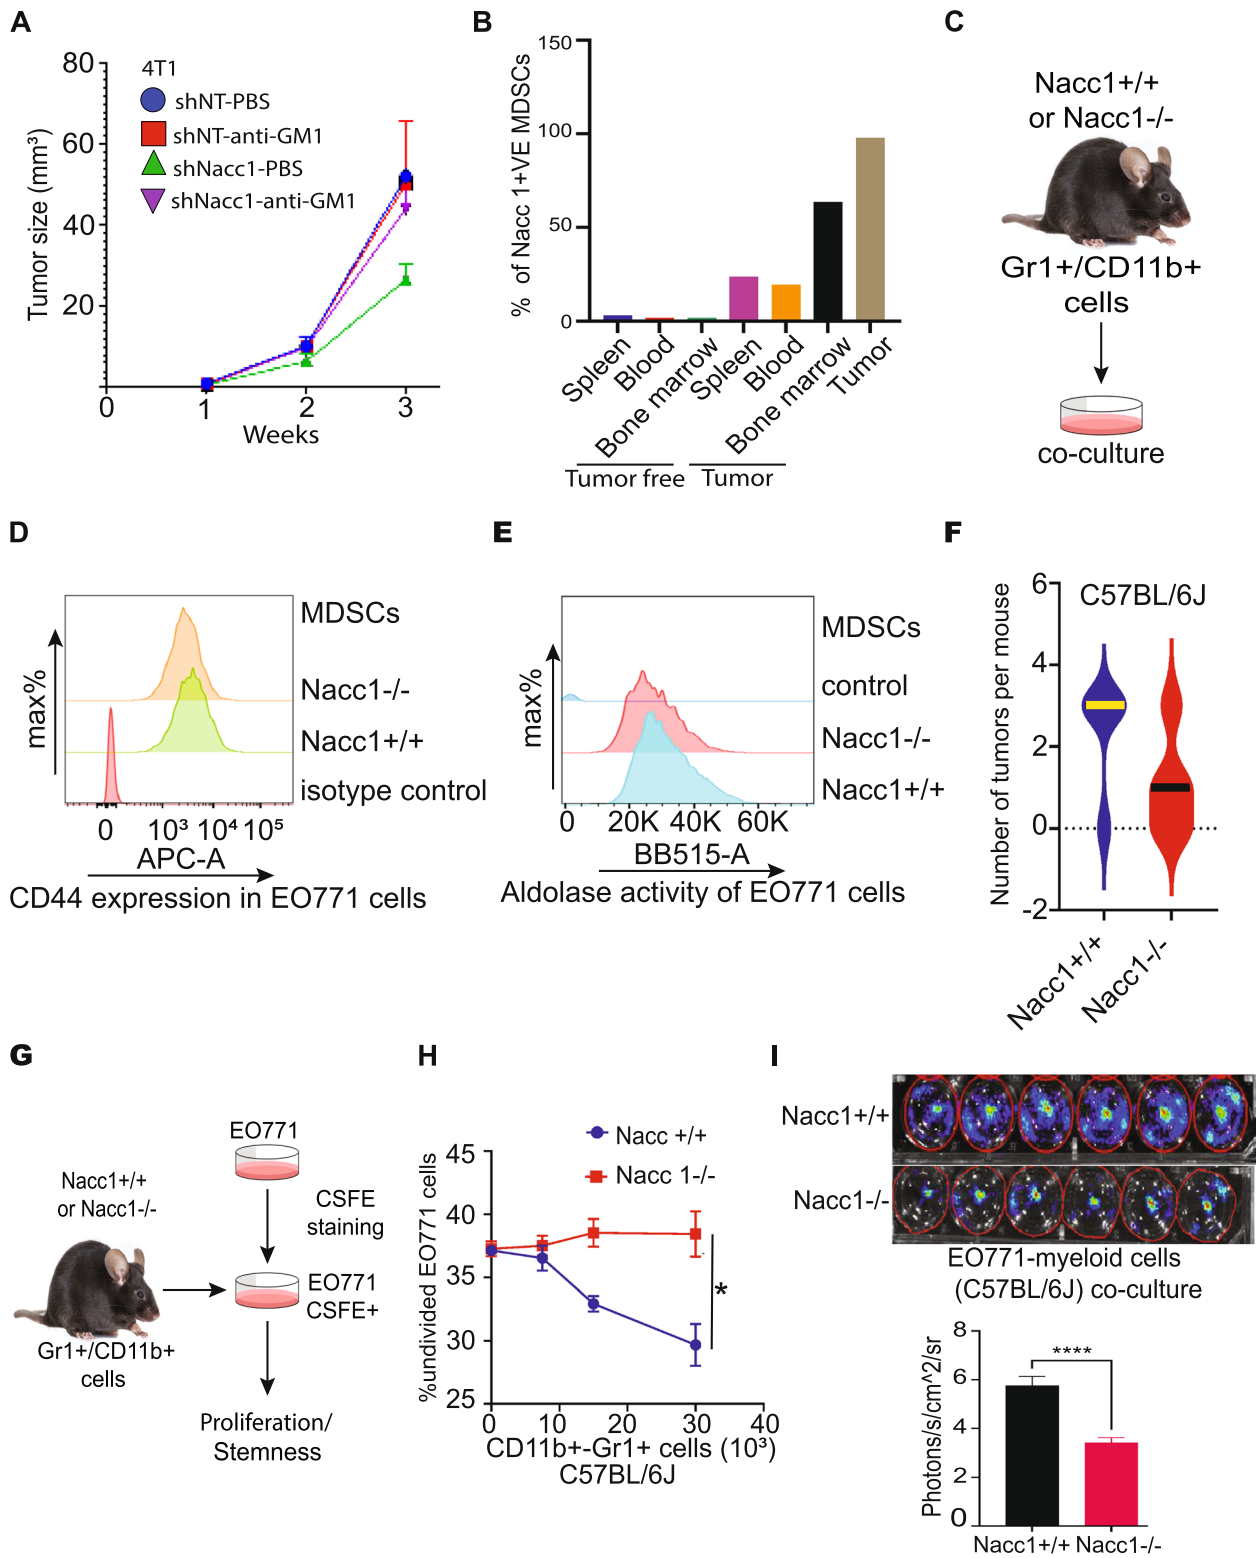 A
80
60
40
20
0
1
2
3
Tumor size (mm³)
Weeks
4T1
shNT-PBS
shNT-anti-GM1
shNacc1-PBS
shNacc1-anti-GM1
B
150
100
50
0
% of Nacc 1+VE MDSCs
Spleen
Blood
Bone marrow
Spleen
Blood
Bone marrow
Tumor
Tumor free
Tumor
C
Nacc1+/+
or Nacc1-/-
Gr1+/CD11b+
cells
co-culture
D
max%
MDSCs
Nacc1-/-
Nacc1+/+
isotype control
0 10³ 10⁴ 10⁵
APC-A
CD44 expression in EO771 cells
E
max%
MDSCs
control
Nacc1-/-
Nacc1+/+
0 20K 40K 60K
BB515-A
Aldolase activity of EO771 cells
F
6
4
2
0
-2
Number of tumors per mouse
C57BL/6J
Nacc1+/+
Nacc1-/-
G
EO771
Nacc1+/+
or Nacc1-/-
CSFE
staining
EO771
CSFE+
Gr1+/CD11b+
cells
Proliferation/
Stemness
H
Nacc +/+
Nacc 1-/-
45
40
35
30
25
%undivided EO771 cells
*
0 10 20 30 40
CD11b+-Gr1+ cells (10³)
C57BL/6J
I
Nacc1+/+
Nacc1-/-
EO771-myeloid cells
(C57BL/6J) co-culture
8
6
4
2
0
Photons/s/cm^2/sr
****
Nacc1+/+ Nacc1-/-